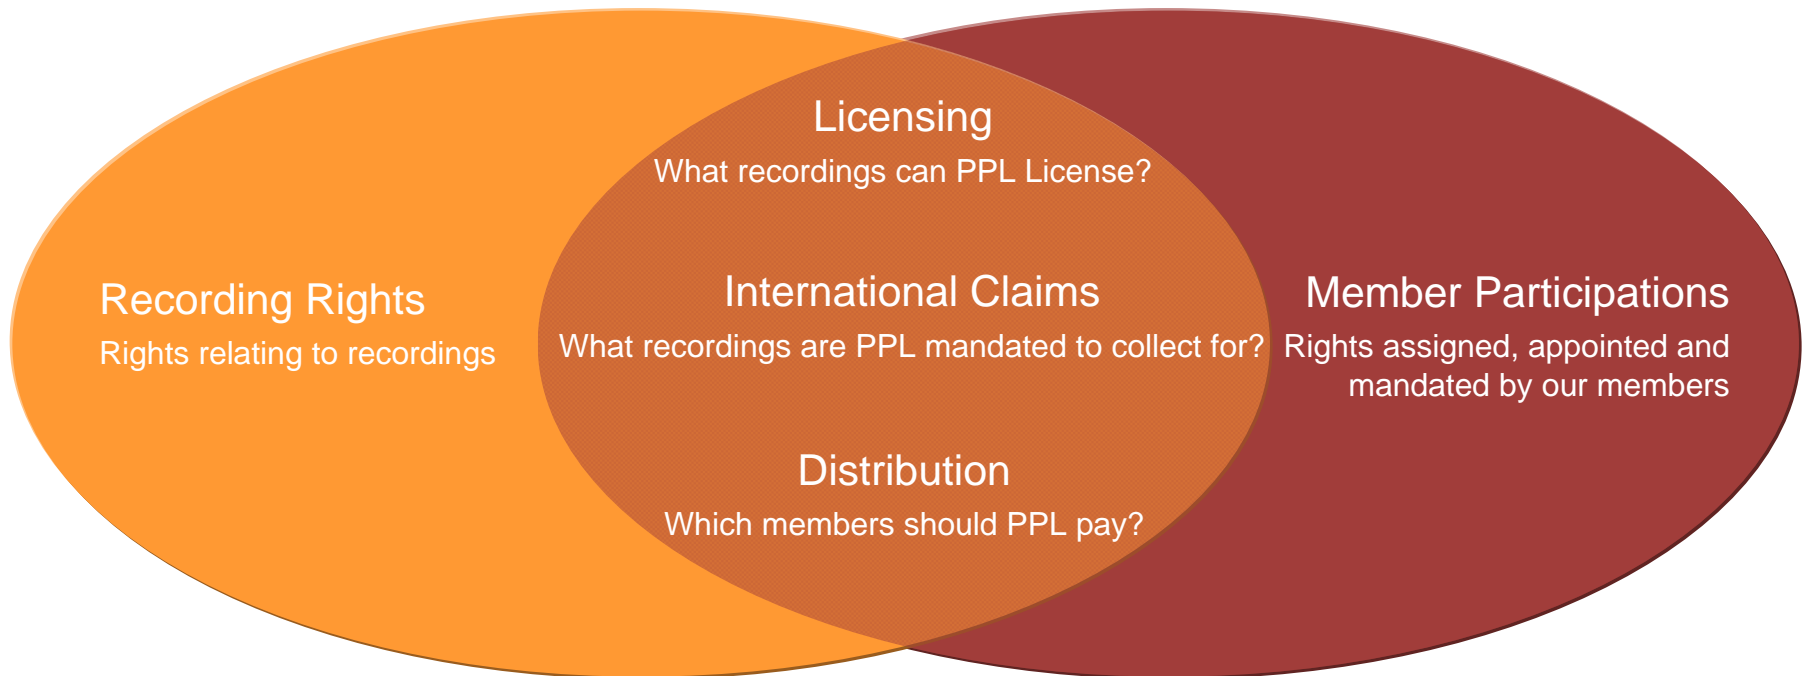 Recording Rights
Rights relating to recordings
Licensing
What recordings can PPL License?
International Claims
What recordings are PPL mandated to collect for?
Distribution
Which members should PPL pay?
Member Participations
Rights assigned, appointed and
mandated by our members